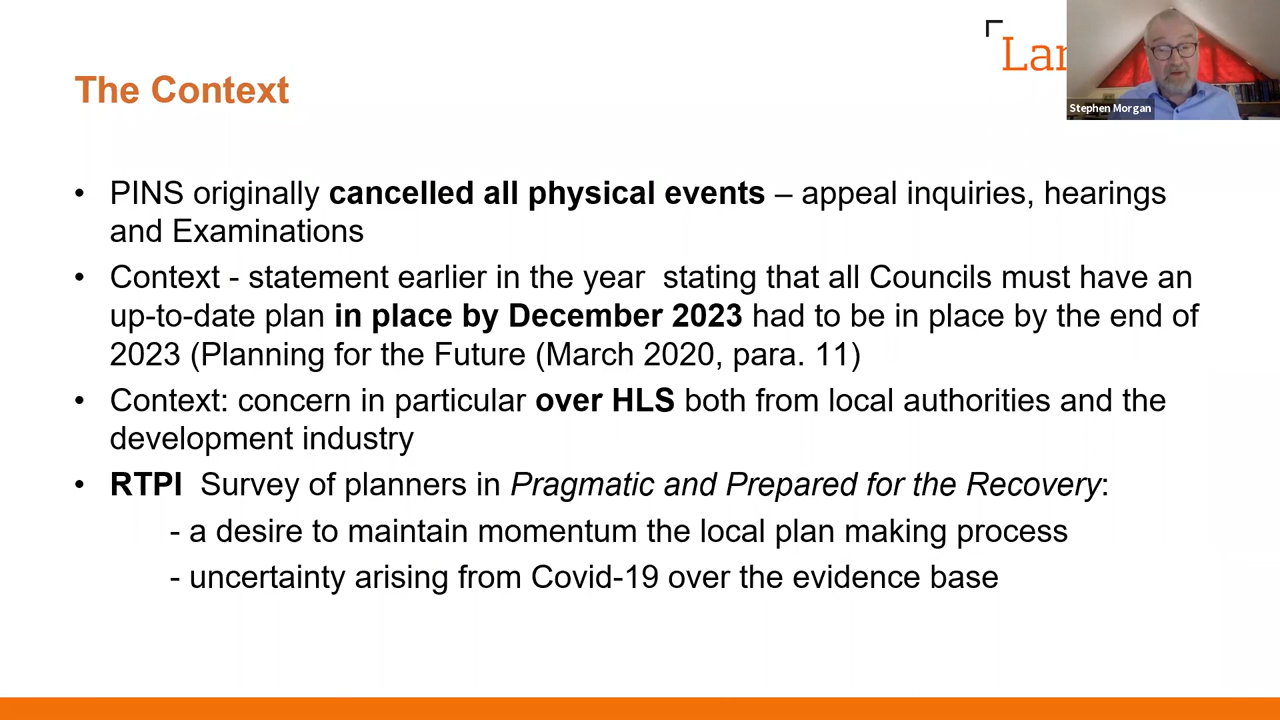 The Context
Lan
Stephen Morgan
• PINS originally cancelled all physical events – appeal inquiries, hearings
and Examinations
• Context - statement earlier in the year  stating that all Councils must have an
up-to-date plan in place by December 2023 had to be in place by the end of
2023 (Planning for the Future (March 2020, para. 11)
• Context: concern in particular over HLS both from local authorities and the
development industry
• RTPI  Survey of planners in Pragmatic and Prepared for the Recovery:
- a desire to maintain momentum the local plan making process
- uncertainty arising from Covid-19 over the evidence base